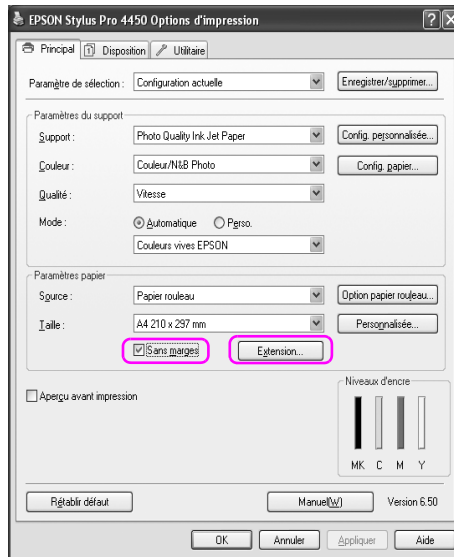 EPSON Stylus Pro 4450 Options d'impression
Principal Disposition Utilitaire
Paramètre de sélection : Configuration actuelle Enregistrer/supprimer...
Paramètres du support
Support : Photo Quality Ink Jet Paper Config. personnalisée...
Couleur : Couleur/N&B Photo Config. papier...
Qualité : Vitesse
Mode : Automatique Perso.
Couleurs vives EPSON
Paramètres papier
Source : Papier rouleau Option papier rouleau...
Taille : A4 210 x 297 mm Personnalisée...
Sans marges Extension...
Aperçu avant impression
Niveaux d'encre
MK C M Y
Rétablir défaut Manuel(W) Version 6.50
OK Annuler Appliquer Aide